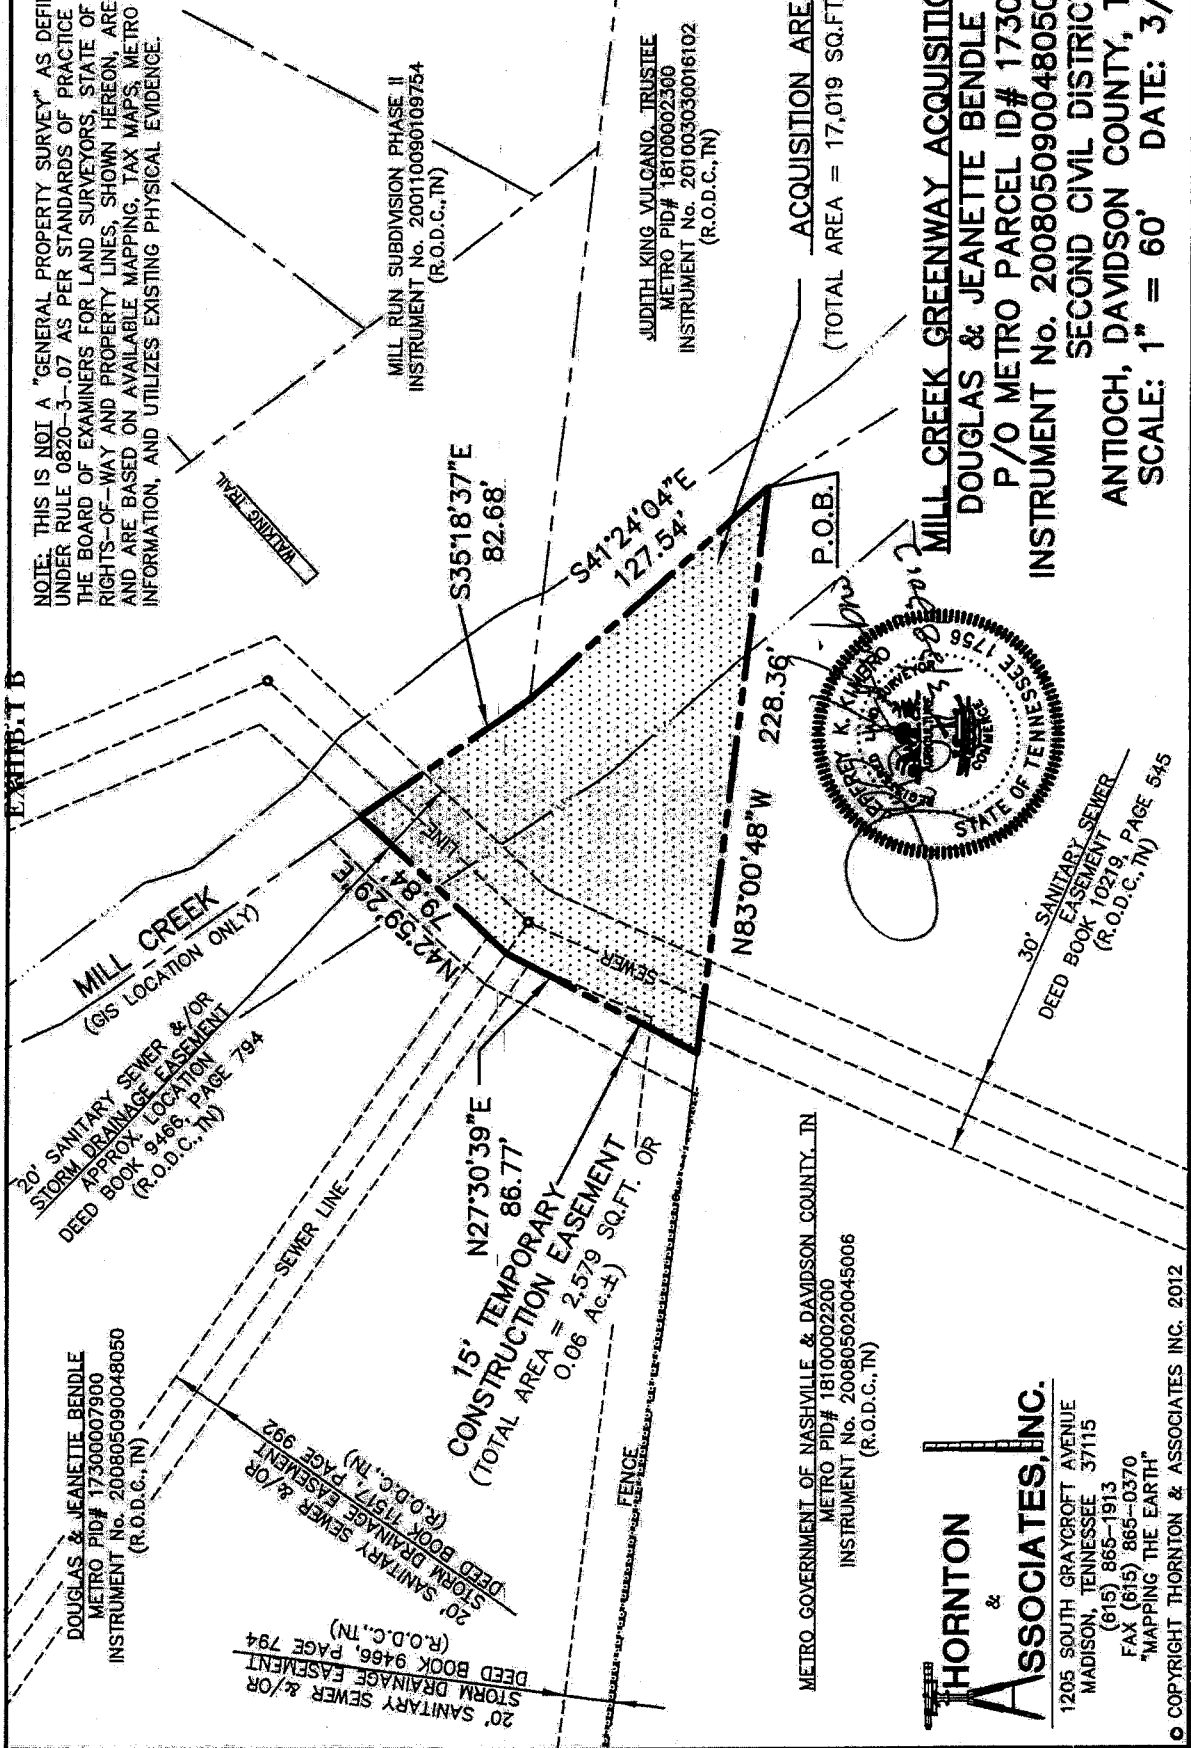 EXHIBIT B
NOTE: THIS IS NOT A "GENERAL PROPERTY SURVEY" AS DEFI
UNDER RULE 0820-3-.07 AS PER STANDARDS OF PRACTICE
THE BOARD OF EXAMINERS FOR LAND SURVEYORS, STATE OF
RIGHTS-OF-WAY AND PROPERTY LINES, SHOWN HEREON, ARE
AND ARE BASED ON AVAILABLE MAPPING, TAX MAPS, METRO
INFORMATION, AND UTILIZES EXISTING PHYSICAL EVIDENCE.
DOUGLAS & JEANETTE BENDLE
METRO PID# 17300007900
INSTRUMENT No. 200805090048050
(R.O.D.C.,TN)
20' SANITARY SEWER &/OR
STORM DRAINAGE EASEMENT
APPROX. LOCATION
DEED BOOK 9466, PAGE 794
(R.O.D.C.,TN)
MILL CREEK
(GIS LOCATION ONLY)
WALKING TRAIL
MILL RUN SUBDIVISION PHASE II
INSTRUMENT No. 200110090109754
(R.O.D.C.,TN)
SEWER LINE
N42°59'29"E
79.84'
LINE
SEWER
S35°18'37"E
82.68'
S41°24'04"E
127.54'
N27°30'39"E
86.77'
15' TEMPORARY
CONSTRUCTION EASEMENT
(TOTAL AREA = 2,579 SQ.FT. OR
0.06 Ac.±)
20' SANITARY SEWER &/OR
STORM DRAINAGE EASEMENT
DEED BOOK 11517, PAGE 992
(R.O.D.C.,TN)
20' SANITARY SEWER &/OR
STORM DRAINAGE EASEMENT
DEED BOOK 9466, PAGE 794
(R.O.D.C.,TN)
FENCE
JUDITH KING VULCANO, TRUSTEE
METRO PID# 18100002300
INSTRUMENT No. 201003030016102
(R.O.D.C.,TN)
ACQUISITION ARE
(TOTAL AREA = 17,019 SQ.FT.
N83°00'48"W 228.36'
P.O.B.
METRO GOVERNMENT OF NASHVILLE & DAVIDSON COUNTY, TN
METRO PID# 18100002200
INSTRUMENT No. 200805020045006
(R.O.D.C.,TN)
30' SANITARY SEWER
EASEMENT
DEED BOOK 10219, PAGE 545
(R.O.D.C.,TN)
SURVEYOR
AGRICULTURE
COMMERCE
STATE OF TENNESSEE 1756
MILL CREEK GREENWAY ACQUISITIO
DOUGLAS & JEANETTE BENDLE
P/O METRO PARCEL ID# 1730
INSTRUMENT No. 20080509004805
SECOND CIVIL DISTRIC
ANTIOCH, DAVIDSON COUNTY, T
SCALE: 1" = 60' DATE: 3/
THORNTON
&
ASSOCIATES, INC.
1205 SOUTH GRAYCROFT AVENUE
MADISON, TENNESSEE 37115
(615) 865-1913
FAX (615) 865-0370
"MAPPING THE EARTH"
© COPYRIGHT THORNTON & ASSOCIATES INC. 2012